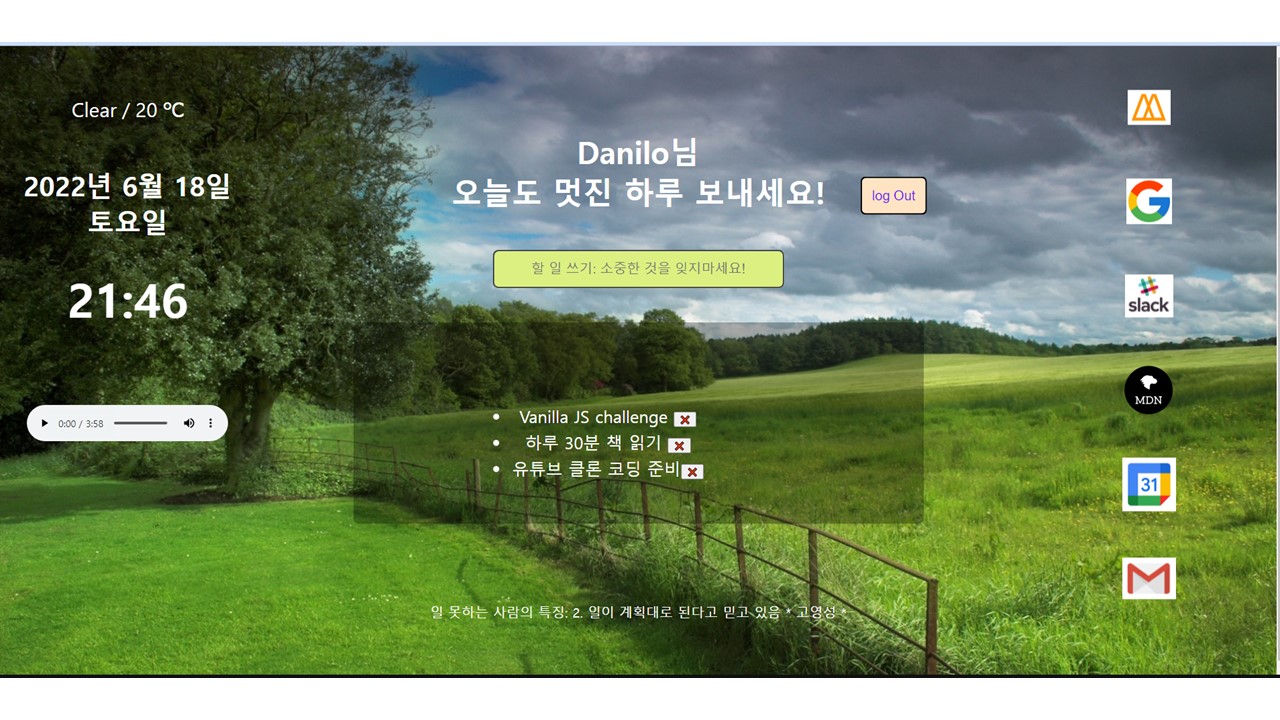 Clear / 20 ℃
2022년 6월 18일
토요일
21:46
0:00 / 3:58
Danilo님
오늘도 멋진 하루 보내세요!
log Out
할 일 쓰기: 소중한 것을 잊지마세요!
Vanilla JS challenge
하루 30분 책 읽기
유튜브 클론 코딩 준비
일 못하는 사람의 특징: 2. 일이 계획대로 된다고 믿고 있음 * 고영성 *
G
slack
MDN
31
M